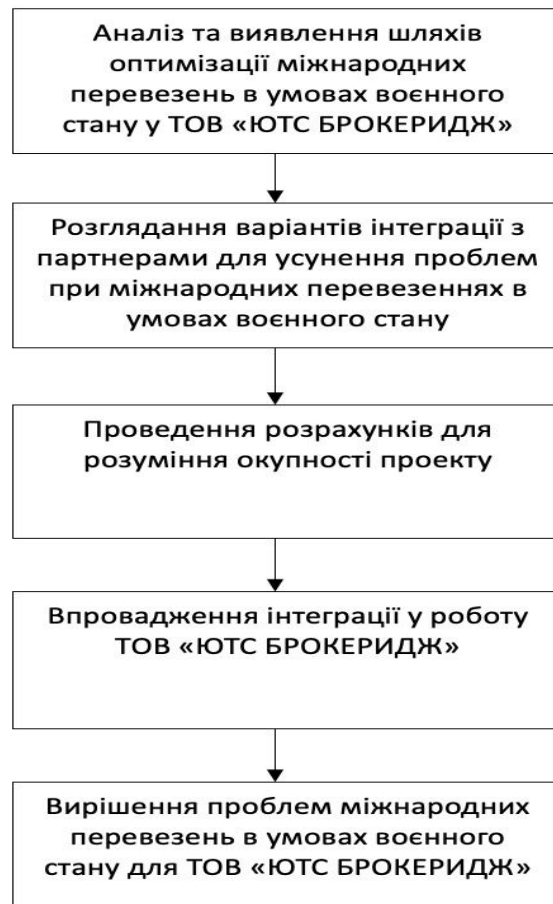 Аналіз та виявлення шляхів
оптимізації міжнародних
перевезень в умовах воєнного
стану у ТОВ «ЮТС БРОКЕРИДЖ»
Розглядання варіантів інтеграції з
партнерами для усунення проблем
при міжнародних перевезеннях в
умовах воєнного стану
Проведення розрахунків для
розуміння окупності проекту
Впровадження інтеграції у роботу
ТОВ «ЮТС БРОКЕРИДЖ»
Вирішення проблем міжнародних
перевезень в умовах воєнного
стану для ТОВ «ЮТС БРОКЕРИДЖ»